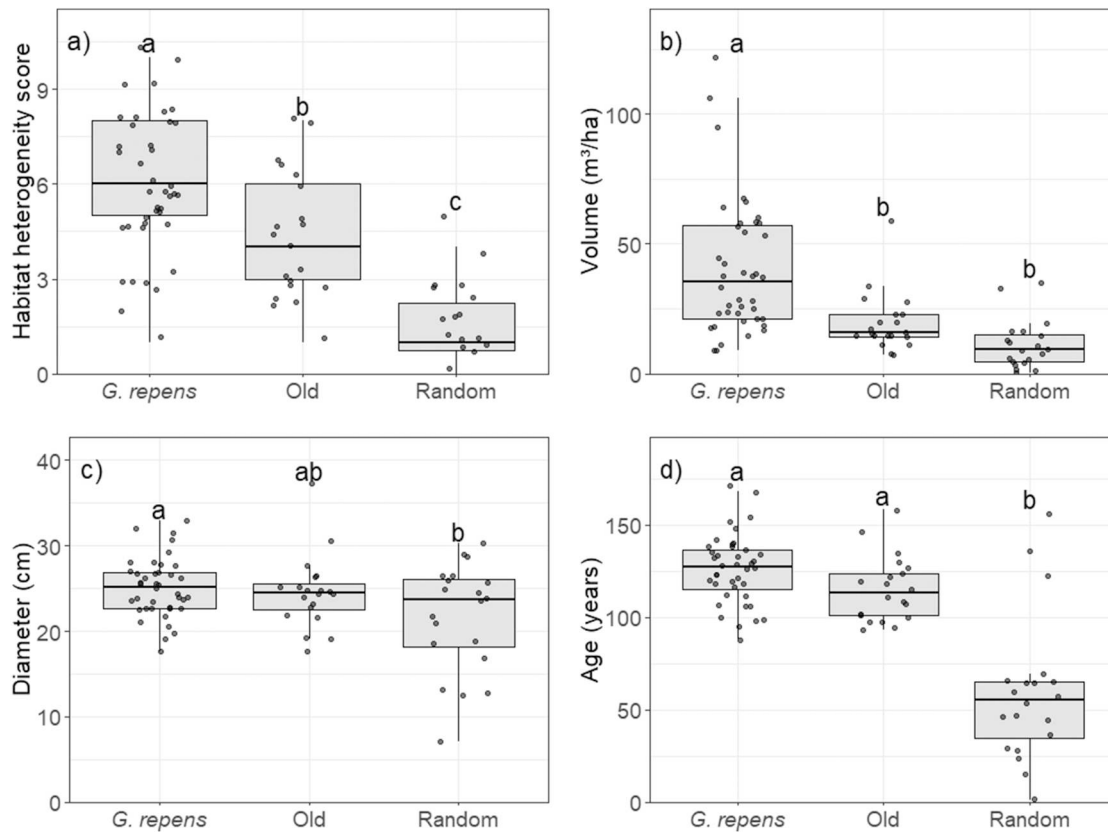 a)
a
b
c
Habitat heterogeneity score
9
6
3
0
G. repens
Old
Random
b)
a
b
b
Volume (m³/ha)
100
50
0
G. repens
Old
Random
c)
a
ab
b
Diameter (cm)
40
30
20
10
0
G. repens
Old
Random
d)
a
a
b
Age (years)
150
100
50
0
G. repens
Old
Random